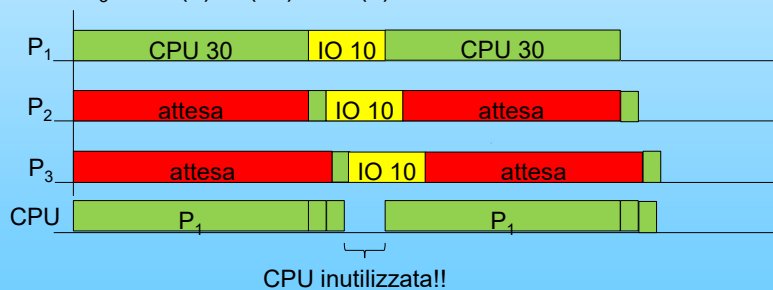 P1 CPU 30 IO 10 CPU 30
P2 attesa IO 10 attesa
P3 attesa IO 10 attesa
CPU P1 P1
CPU inutilizzata!!